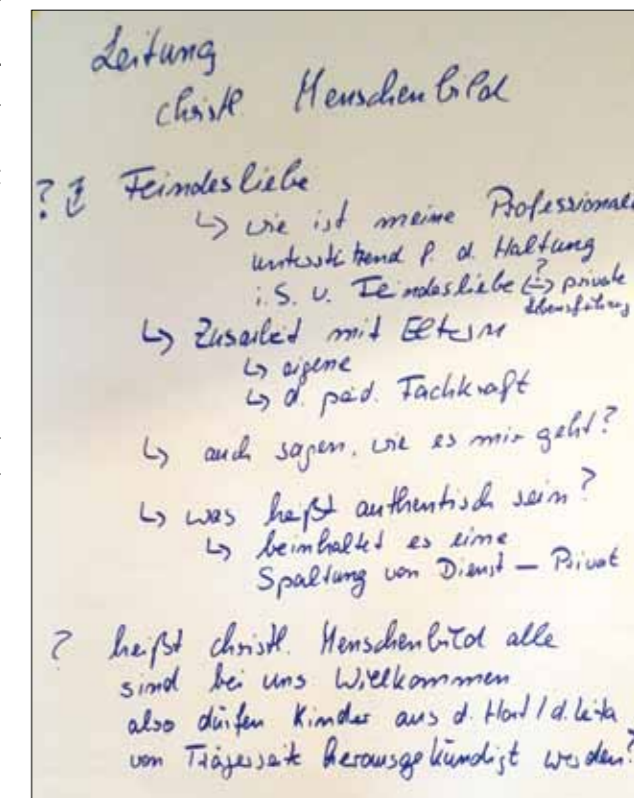 Leitung
christl. Menschenbild
? Feindesliebe
↳ wie ist meine Professionali
unterstützend f. d. Haltung
i. S. v. Feindesliebe ? ↔ private
Lebensführung
↳ Zusarbeit mit Eltern
↳ eigene
↳ d. päd. Fachkraft
↳ auch sagen, wie es mir geht?
↳ was heißt authentisch sein?
↳ beinhaltet es eine
Spaltung von Dienst – Privat
? heißt christl. Menschenbild alle
sind bei uns Willkommen
also dürfen Kinder aus d. Hort / d. Kita
von Trägerseite herausgekündigt werden?